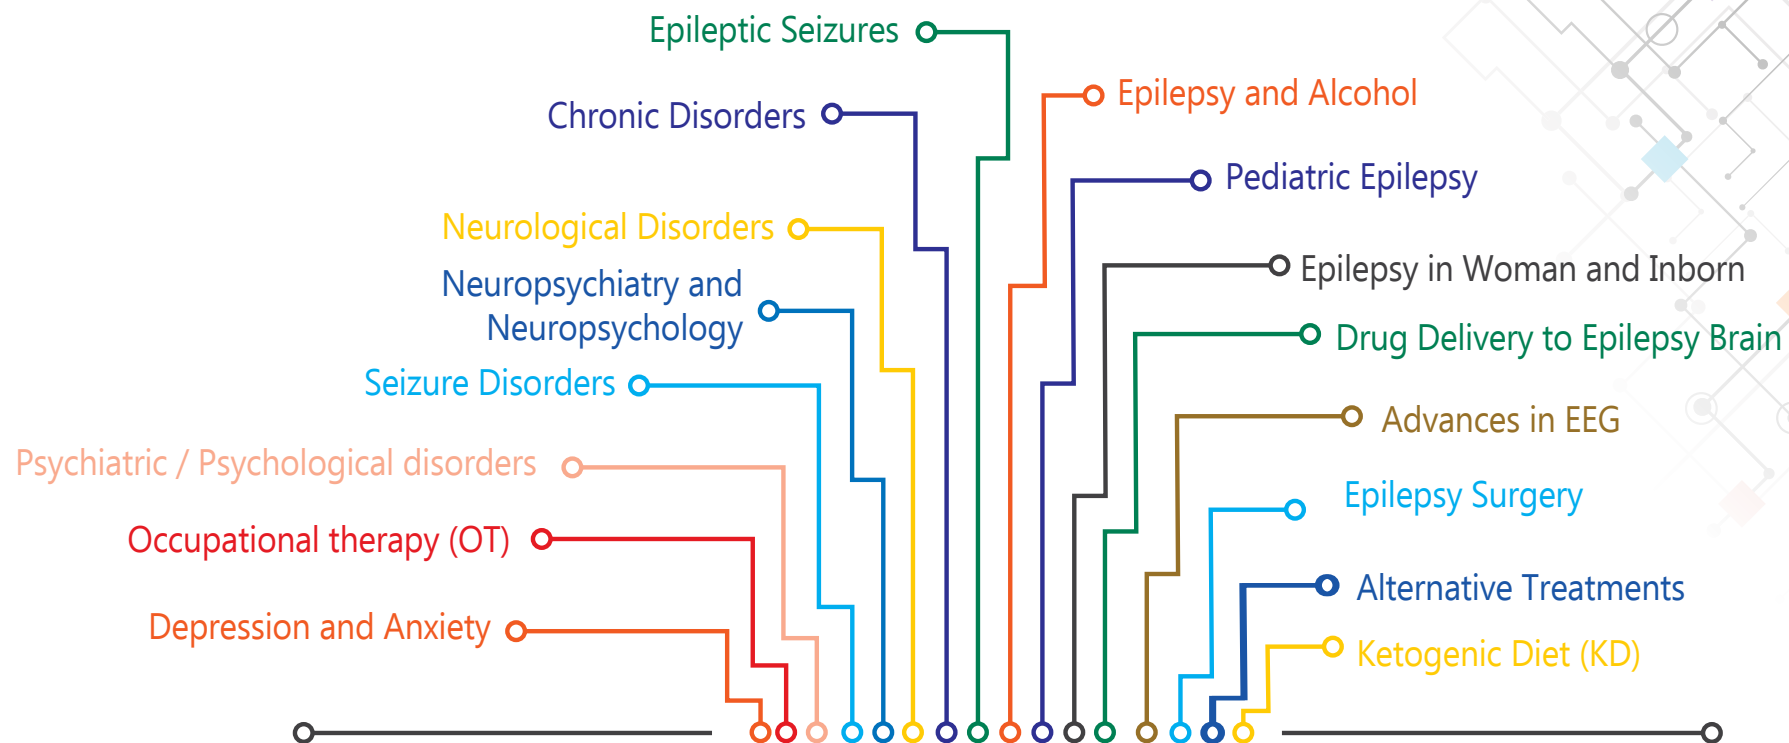 Epileptic Seizures
Chronic Disorders
Neurological Disorders
Neuropsychiatry and
Neuropsychology
Seizure Disorders
Psychiatric / Psychological disorders
Occupational therapy (OT)
Depression and Anxiety
Epilepsy and Alcohol
Pediatric Epilepsy
Epilepsy in Woman and Inborn
Drug Delivery to Epilepsy Brain
Advances in EEG
Epilepsy Surgery
Alternative Treatments
Ketogenic Diet (KD)